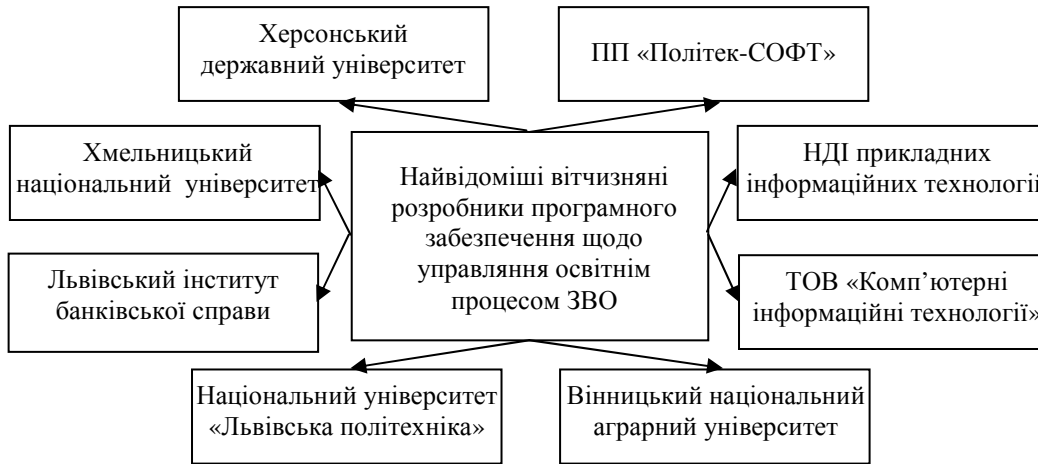 Херсонський
державний університет
ПП «Політек-СОФТ»
Хмельницький
національний університет
Найвідоміші вітчизняні
розробники програмного
забезпечення щодо
управляння освітнім
процесом ЗВО
НДІ прикладних
інформаційних технології
Львівський інститут
банківської справи
ТОВ «Комп’ютерні
інформаційні технології»
Національний університет
«Львівська політехніка»
Вінницький національний
аграрний університет